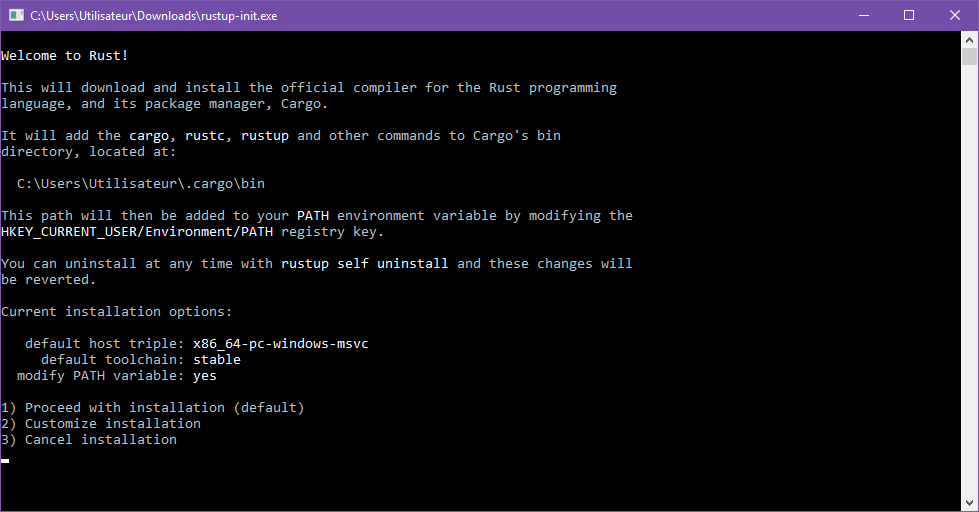 C:\Users\Utilisateur\Downloads\rustup-init.exe
Welcome to Rust!
This will download and install the official compiler for the Rust programming
language, and its package manager, Cargo.
It will add the cargo, rustc, rustup and other commands to Cargo's bin
directory, located at:
C:\Users\Utilisateur\.cargo\bin
This path will then be added to your PATH environment variable by modifying the
HKEY_CURRENT_USER/Environment/PATH registry key.
You can uninstall at any time with rustup self uninstall and these changes will
be reverted.
Current installation options:
default host triple: x86_64-pc-windows-msvc
default toolchain: stable
modify PATH variable: yes
1) Proceed with installation (default)
2) Customize installation
3) Cancel installation